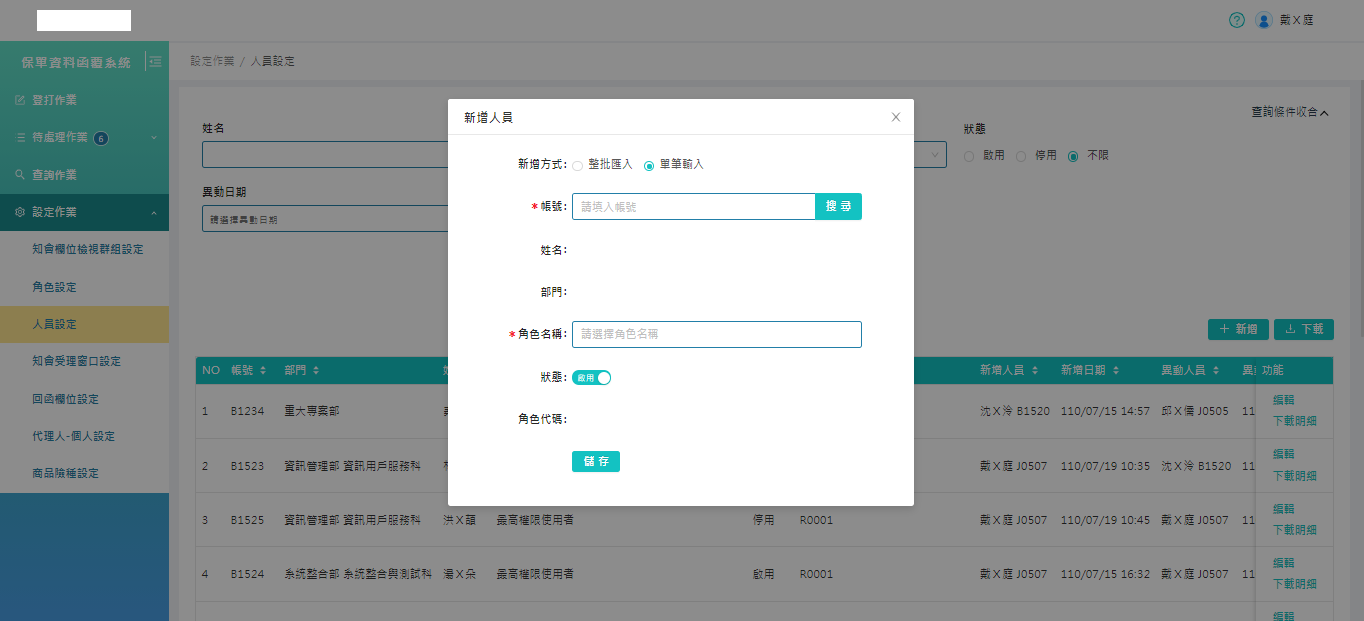 戴Ｘ庭
保單資料函覆系統
設定作業 / 人員設定
登打作業
待處理作業 6
查詢作業
設定作業
知會欄位檢視群組設定
角色設定
人員設定
知會受理窗口設定
回函欄位設定
代理人-個人設定
商品險種設定
查詢條件收合
姓名
狀態
啟用 停用 不限
異動日期
請選擇異動日期
新增人員
新增方式: 整批匯入 單筆輸入
*帳號: 請填入帳號 搜 尋
姓名:
部門:
*角色名稱: 請選擇角色名稱
狀態: 啟用
角色代碼:
儲 存
+ 新增 下載
NO 帳號 部門 新增人員 新增日期 異動人員 功能
1 B1234 重大專案部 沈Ｘ泠 B1520 110/07/15 14:57 邱Ｘ儒 J0505 11 編輯
下載明細
2 B1523 資訊管理部 資訊用戶服務科 戴Ｘ庭 J0507 110/07/19 10:35 沈Ｘ泠 B1520 11 編輯
下載明細
3 B1525 資訊管理部 資訊用戶服務科 洪Ｘ韻 最高權限使用者 停用 R0001 戴Ｘ庭 J0507 110/07/19 10:45 戴Ｘ庭 J0507 11 編輯
下載明細
4 B1524 系統整合部 系統整合與測試科 湯Ｘ朵 最高權限使用者 啟用 R0001 戴Ｘ庭 J0507 110/07/15 16:32 戴Ｘ庭 J0507 11 編輯
下載明細
編輯